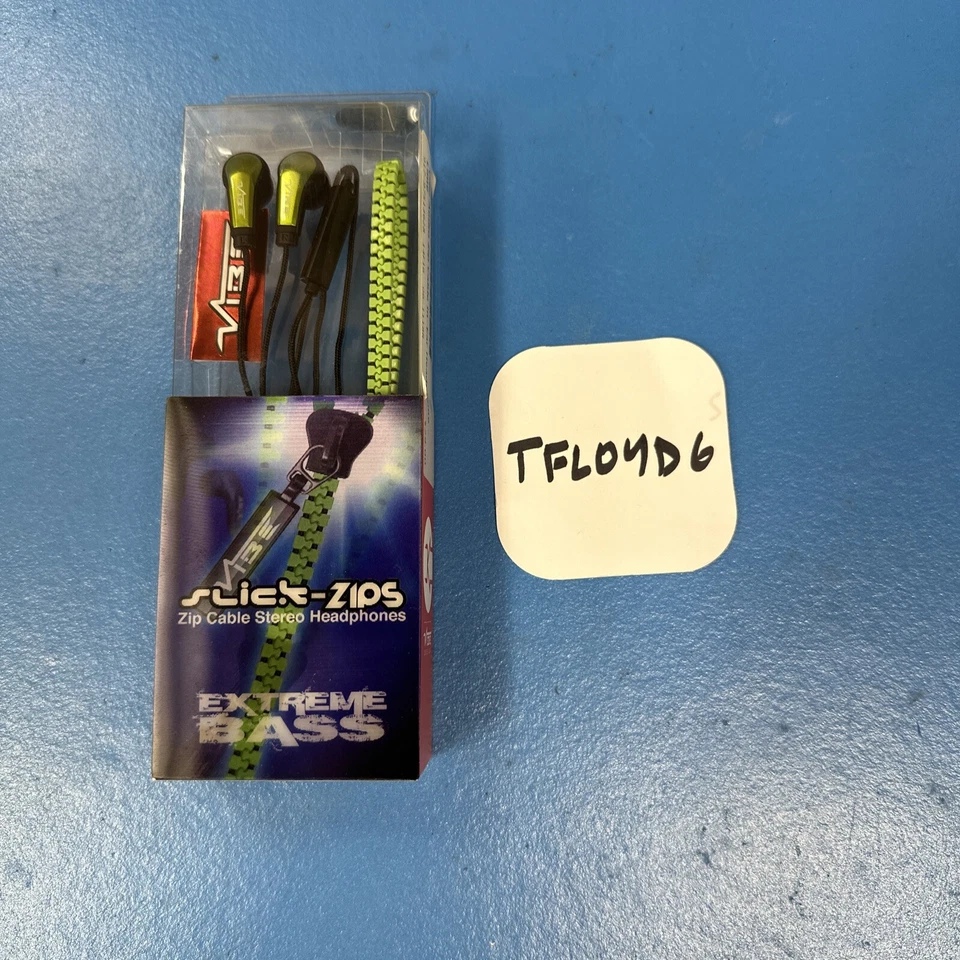 VIBE
VIBE
SLICK-ZIPS
Zip Cable Stereo Headphones
EXTREME
BASS
TFLOYD6